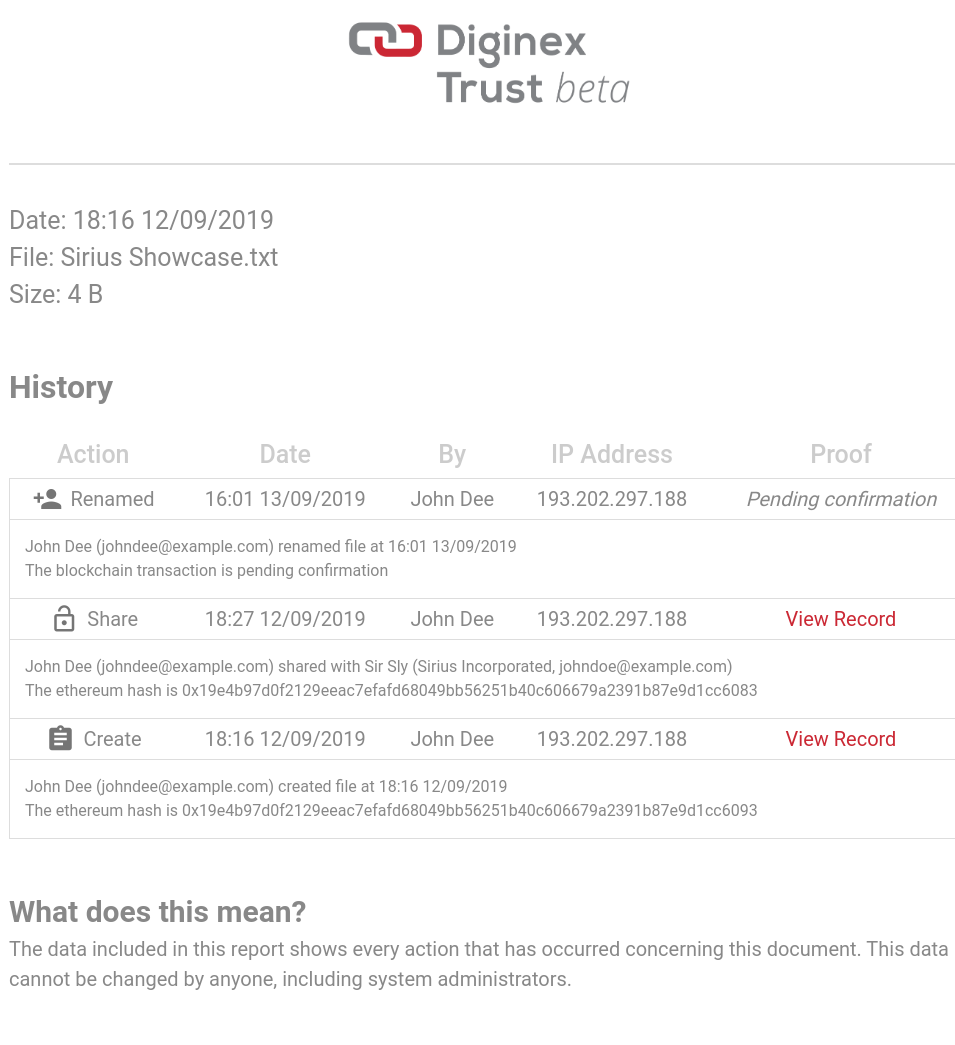 Diginex
Trust beta
Date: 18:16 12/09/2019
File: Sirius Showcase.txt
Size: 4 B
History
Action Date By IP Address Proof
Renamed 16:01 13/09/2019 John Dee 193.202.297.188 Pending confirmation
John Dee (johndee@example.com) renamed file at 16:01 13/09/2019
The blockchain transaction is pending confirmation
Share 18:27 12/09/2019 John Dee 193.202.297.188 View Record
John Dee (johndee@example.com) shared with Sir Sly (Sirius Incorporated, johndoe@example.com)
The ethereum hash is 0x19e4b97d0f2129eeac7efafd68049bb56251b40c606679a2391b87e9d1cc6083
Create 18:16 12/09/2019 John Dee 193.202.297.188 View Record
John Dee (johndee@example.com) created file at 18:16 12/09/2019
The ethereum hash is 0x19e4b97d0f2129eeac7efafd68049bb56251b40c606679a2391b87e9d1cc6093
What does this mean?
The data included in this report shows every action that has occurred concerning this document. This data
cannot be changed by anyone, including system administrators.